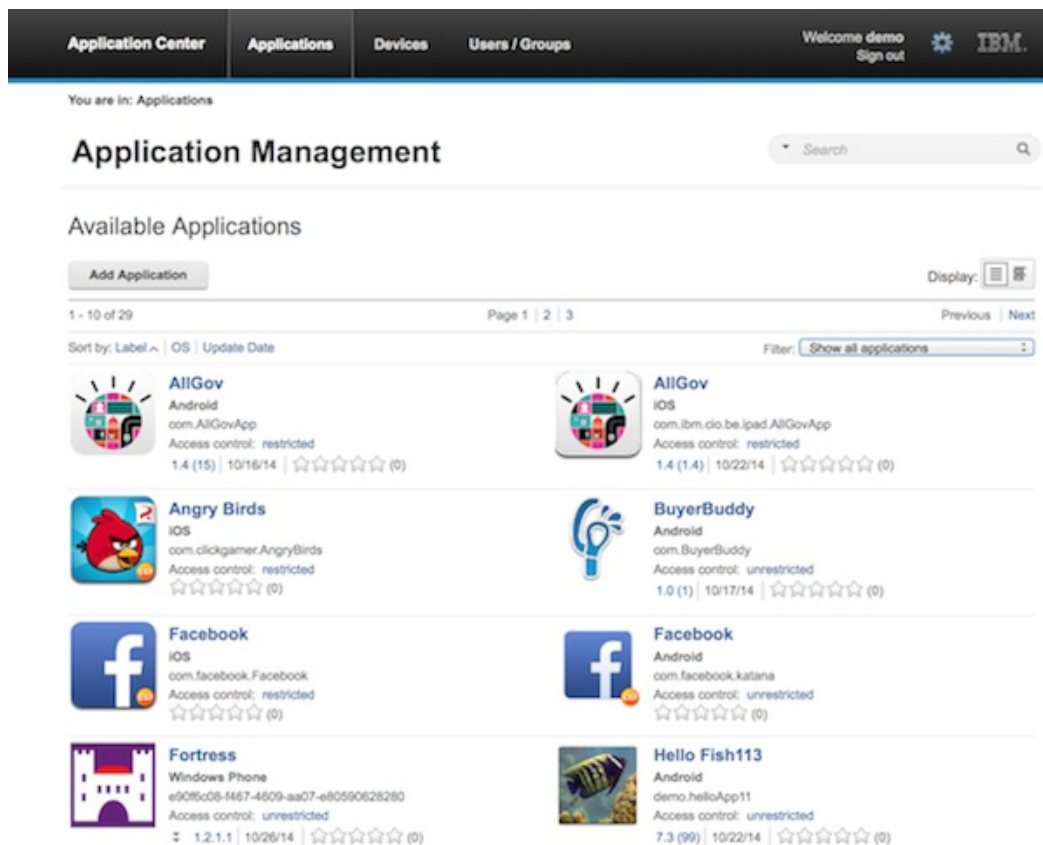 Application Center
Applications
Devices
Users / Groups
Welcome demo
Sign out
IBM.
You are in: Applications
Application Management
Search
Available Applications
Add Application
Display:
1 - 10 of 29
Page 1 | 2 | 3
Previous | Next
Sort by: Label | OS | Update Date
Filter: Show all applications
AllGov
Android
com.AllGovApp
Access control: restricted
1.4 (15) | 10/16/14 | (0)
AllGov
iOS
com.ibm.cio.be.ipad.AllGovApp
Access control: restricted
1.4 (1.4) | 10/22/14 | (0)
Angry Birds
iOS
com.clickgamer.AngryBirds
Access control: restricted
(0)
BuyerBuddy
Android
com.BuyerBuddy
Access control: unrestricted
1.0 (1) | 10/17/14 | (0)
Facebook
iOS
com.facebook.Facebook
Access control: restricted
(0)
Facebook
Android
com.facebook.katana
Access control: unrestricted
(0)
Fortress
Windows Phone
e90f6c08-f467-4609-aa07-e80590628280
Access control: unrestricted
1.2.1.1 | 10/26/14 | (0)
Hello Fish113
Android
demo.helloApp11
Access control: unrestricted
7.3 (99) | 10/22/14 | (0)